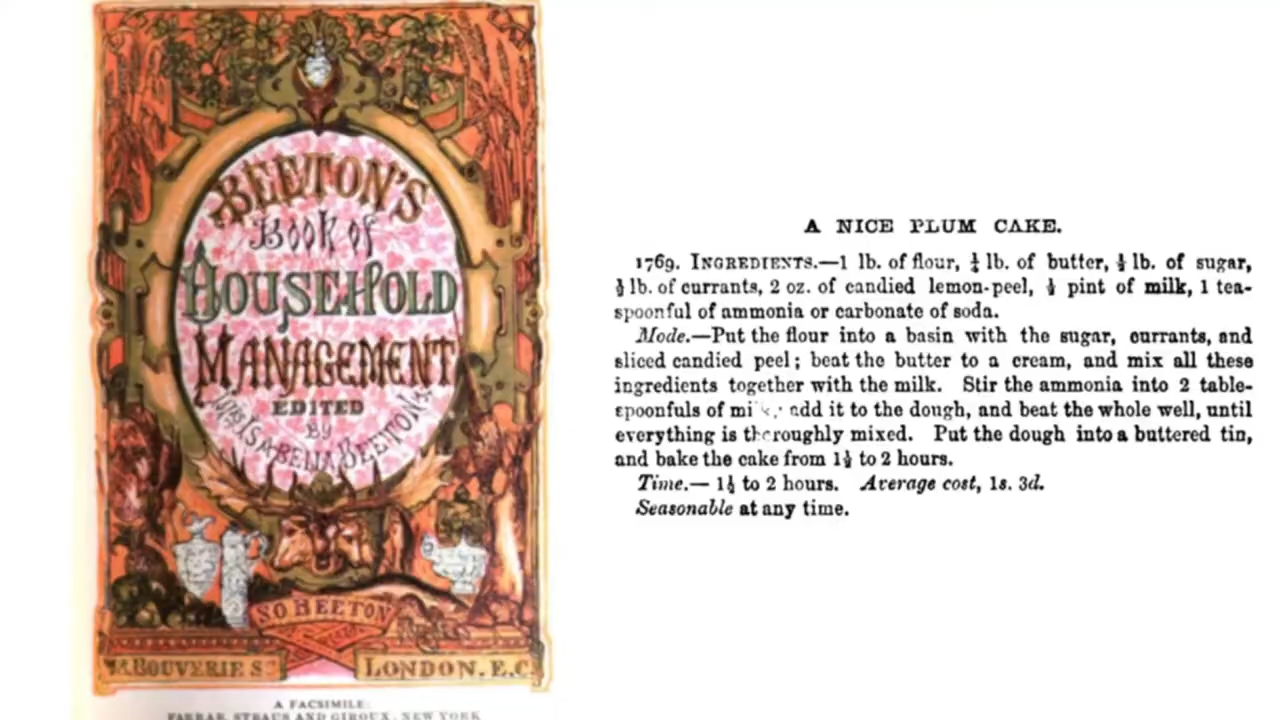 BEETON'S
BOOK of
HOUSEHOLD
MANAGEMENT
EDITED
BY
MRS ISABELLA BEETON
S O BEETON
BOUVERIE ST
LONDON. E.C.
A FACSIMILE:
FARRAR, STRAUS AND GIROUX, NEW YORK
A NICE PLUM CAKE.
1769. INGREDIENTS.—1 lb. of flour, ¼ lb. of butter, ½ lb. of sugar,
½ lb. of currants, 2 oz. of candied lemon-peel, ½ pint of milk, 1 tea-
spoonful of ammonia or carbonate of soda.
Mode.—Put the flour into a basin with the sugar, currants, and
sliced candied peel; beat the butter to a cream, and mix all these
ingredients together with the milk. Stir the ammonia into 2 table-
spoonfuls of milk; add it to the dough, and beat the whole well, until
everything is thoroughly mixed. Put the dough into a buttered tin,
and bake the cake from 1½ to 2 hours.
Time.— 1½ to 2 hours. Average cost, 1s. 3d.
Seasonable at any time.